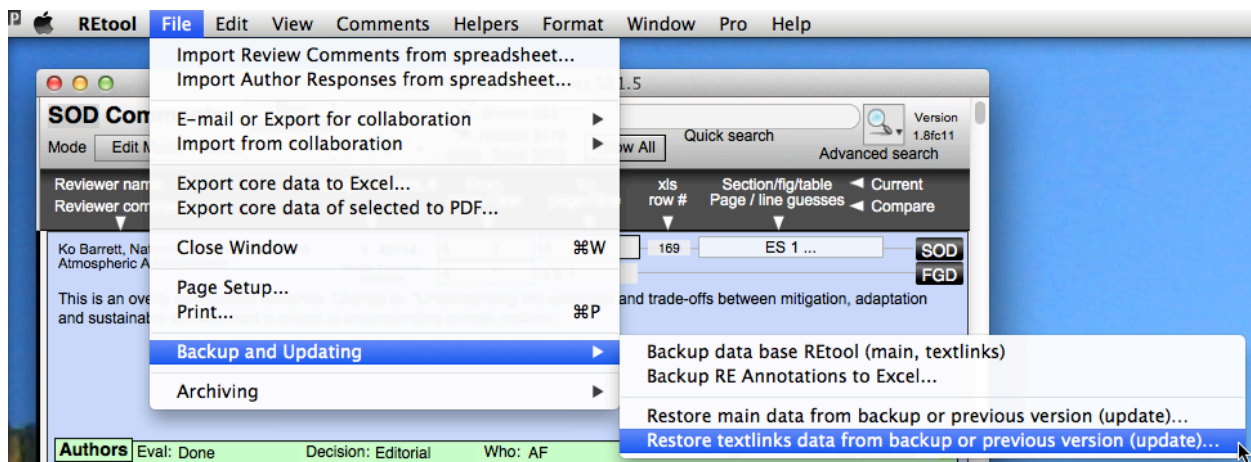 P REtool File Edit View Comments Helpers Format Window Pro Help
Import Review Comments from spreadsheet...
Import Author Responses from spreadsheet...
1.5
SOD Com
E-mail or Export for collaboration
Version
1.8fc11
Mode Edit M
Import from collaboration
ow All Quick search
Advanced search
Reviewer nam
Reviewer com
Export core data to Excel...
Export core data of selected to PDF...
xls
row #
Section/fig/table Current
Page / line guesses Compare
Close Window ⌘W
Ko Barrett, Nat
Atmospheric A
169 ES 1 ... SOD
FGD
Page Setup...
Print... ⌘P
This is an ove and trade-offs between mitigation, adaptation
and sustainab
Backup and Updating
Archiving
Backup data base REtool (main, textlinks)
Backup RE Annotations to Excel...
Restore main data from backup or previous version (update)...
Restore textlinks data from backup or previous version (update)...
Authors Eval: Done Decision: Editorial Who: AF